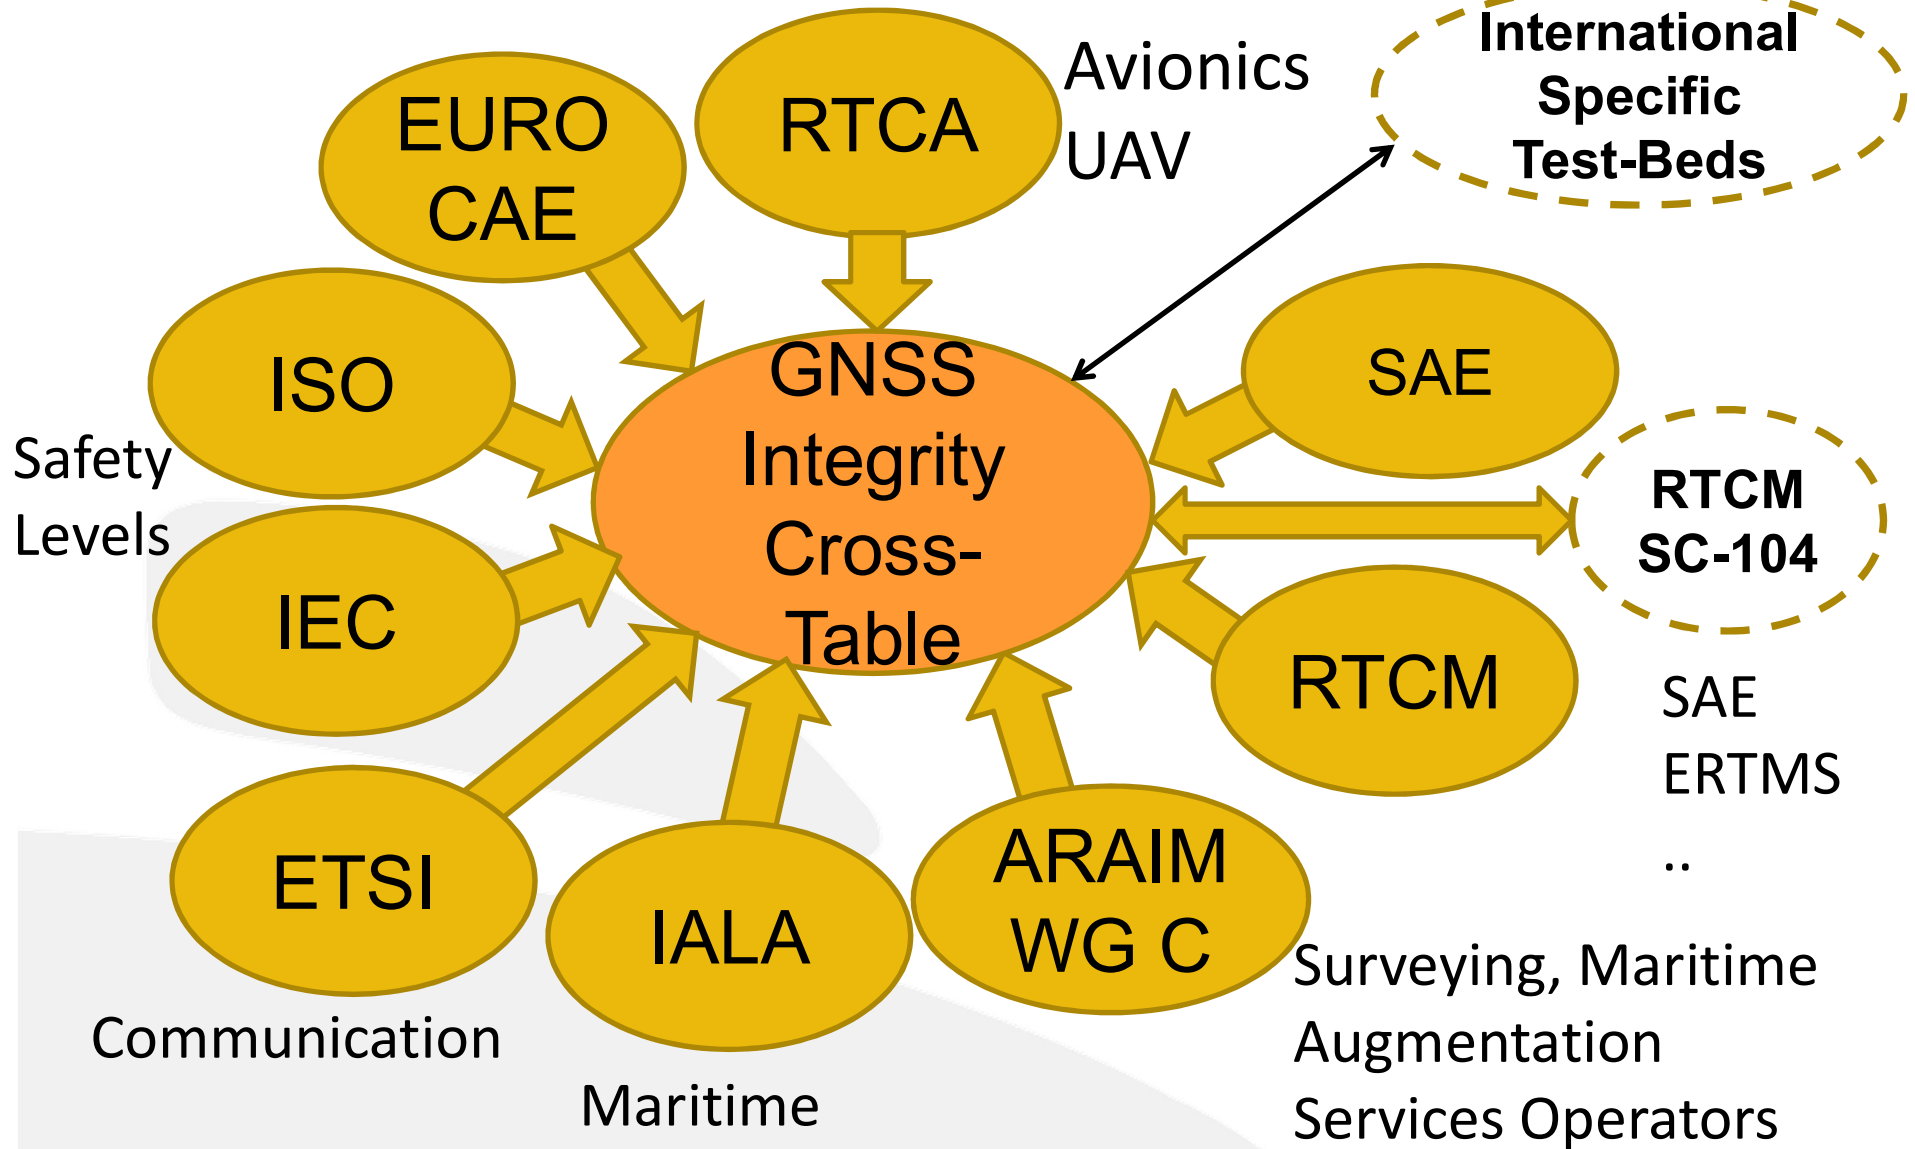 International
Specific
Test-Beds
Avionics
UAV
RTCA
EURO
CAE
ISO
Safety
Levels
IEC
GNSS
Integrity
Cross-
Table
SAE
RTCM
SC-104
RTCM
SAE
ERTMS
..
ETSI
Communication
IALA
Maritime
ARAIM
WG C
Surveying, Maritime
Augmentation
Services Operators